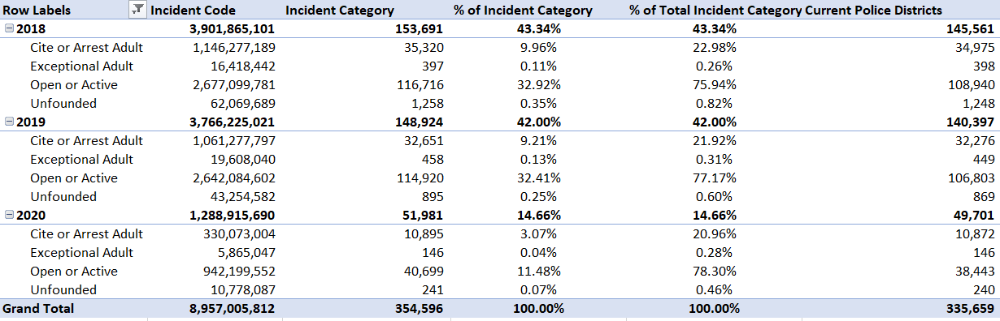 Row Labels Incident Code Incident Category % of Incident Category % of Total Incident Category Current Police Districts
2018 3,901,865,101 153,691 43.34% 43.34% 145,561
Cite or Arrest Adult 1,146,277,189 35,320 9.96% 22.98% 34,975
Exceptional Adult 16,418,442 397 0.11% 0.26% 398
Open or Active 2,677,099,781 116,716 32.92% 75.94% 108,940
Unfounded 62,069,689 1,258 0.35% 0.82% 1,248
2019 3,766,225,021 148,924 42.00% 42.00% 140,397
Cite or Arrest Adult 1,061,277,797 32,651 9.21% 21.92% 32,276
Exceptional Adult 19,608,040 458 0.13% 0.31% 449
Open or Active 2,642,084,602 114,920 32.41% 77.17% 106,803
Unfounded 43,254,582 895 0.25% 0.60% 869
2020 1,288,915,690 51,981 14.66% 14.66% 49,701
Cite or Arrest Adult 330,073,004 10,895 3.07% 20.96% 10,872
Exceptional Adult 5,865,047 146 0.04% 0.28% 146
Open or Active 942,199,552 40,699 11.48% 78.30% 38,443
Unfounded 10,778,087 241 0.07% 0.46% 240
Grand Total 8,957,005,812 354,596 100.00% 100.00% 335,659